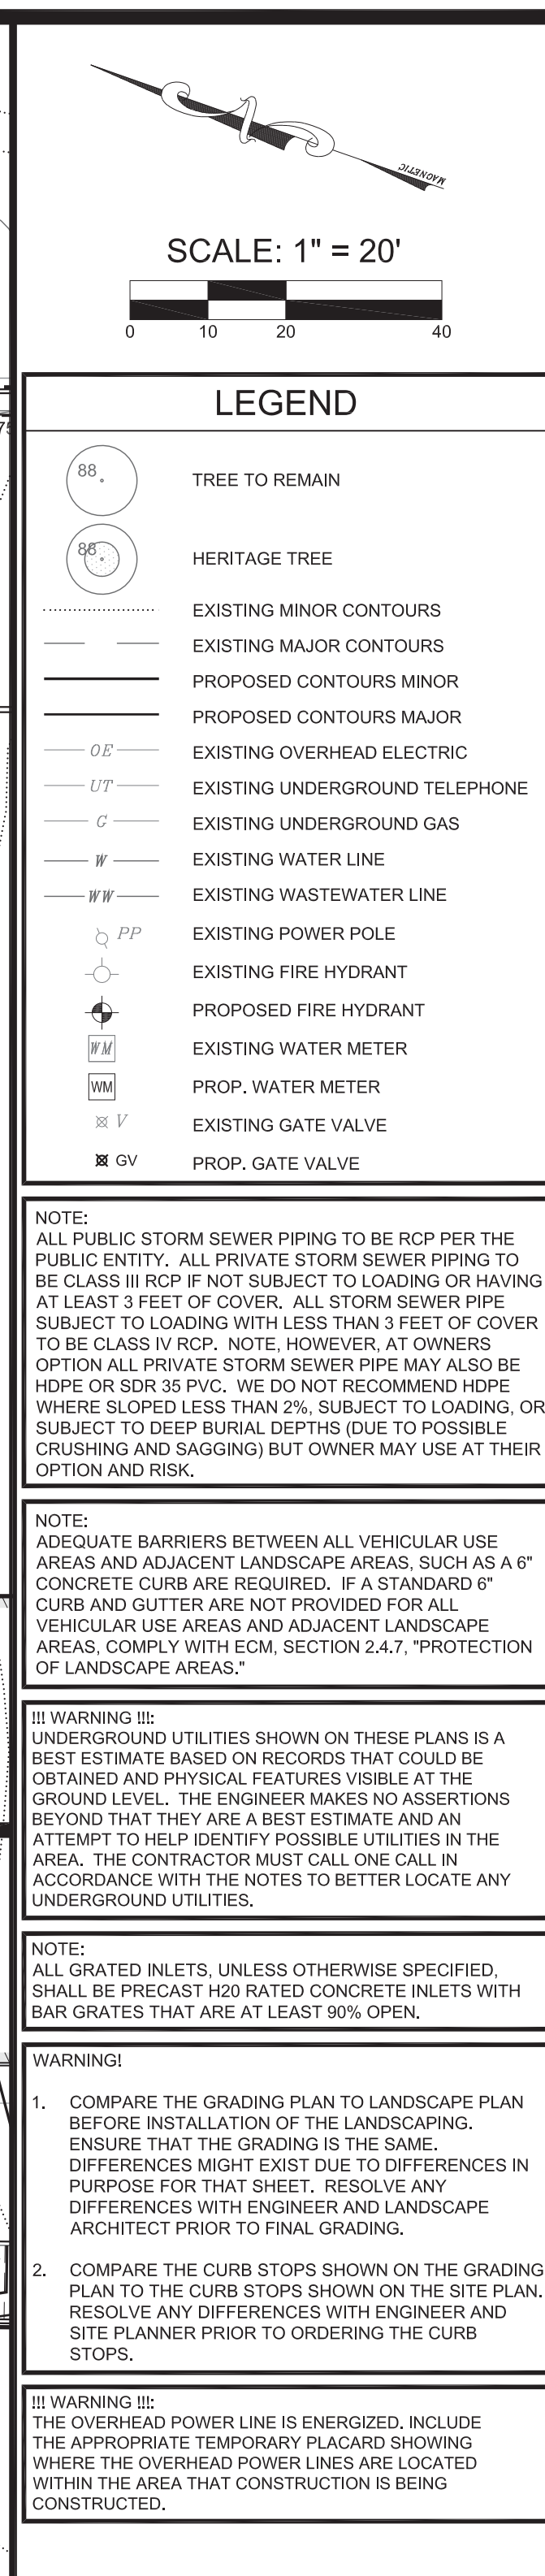 MAGNETIC
SCALE: 1" = 20'
0 10 20 40
LEGEND
88 TREE TO REMAIN
88 HERITAGE TREE
EXISTING MINOR CONTOURS
EXISTING MAJOR CONTOURS
PROPOSED CONTOURS MINOR
PROPOSED CONTOURS MAJOR
OE EXISTING OVERHEAD ELECTRIC
UT EXISTING UNDERGROUND TELEPHONE
G EXISTING UNDERGROUND GAS
W EXISTING WATER LINE
WW EXISTING WASTEWATER LINE
PP EXISTING POWER POLE
EXISTING FIRE HYDRANT
PROPOSED FIRE HYDRANT
WM EXISTING WATER METER
WM PROP. WATER METER
V EXISTING GATE VALVE
GV PROP. GATE VALVE
NOTE:
ALL PUBLIC STORM SEWER PIPING TO BE RCP PER THE
PUBLIC ENTITY. ALL PRIVATE STORM SEWER PIPING TO
BE CLASS III RCP IF NOT SUBJECT TO LOADING OR HAVING
AT LEAST 3 FEET OF COVER. ALL STORM SEWER PIPE
SUBJECT TO LOADING WITH LESS THAN 3 FEET OF COVER
TO BE CLASS IV RCP. NOTE, HOWEVER, AT OWNERS
OPTION ALL PRIVATE STORM SEWER PIPE MAY ALSO BE
HDPE OR SDR 35 PVC. WE DO NOT RECOMMEND HDPE
WHERE SLOPED LESS THAN 2%, SUBJECT TO LOADING, OR
SUBJECT TO DEEP BURIAL DEPTHS (DUE TO POSSIBLE
CRUSHING AND SAGGING) BUT OWNER MAY USE AT THEIR
OPTION AND RISK.
NOTE:
ADEQUATE BARRIERS BETWEEN ALL VEHICULAR USE
AREAS AND ADJACENT LANDSCAPE AREAS, SUCH AS A 6"
CONCRETE CURB ARE REQUIRED. IF A STANDARD 6"
CURB AND GUTTER ARE NOT PROVIDED FOR ALL
VEHICULAR USE AREAS AND ADJACENT LANDSCAPE
AREAS, COMPLY WITH ECM, SECTION 2.4.7, "PROTECTION
OF LANDSCAPE AREAS."
!!! WARNING !!!:
UNDERGROUND UTILITIES SHOWN ON THESE PLANS IS A
BEST ESTIMATE BASED ON RECORDS THAT COULD BE
OBTAINED AND PHYSICAL FEATURES VISIBLE AT THE
GROUND LEVEL. THE ENGINEER MAKES NO ASSERTIONS
BEYOND THAT THEY ARE A BEST ESTIMATE AND AN
ATTEMPT TO HELP IDENTIFY POSSIBLE UTILITIES IN THE
AREA. THE CONTRACTOR MUST CALL ONE CALL IN
ACCORDANCE WITH THE NOTES TO BETTER LOCATE ANY
UNDERGROUND UTILITIES.
NOTE:
ALL GRATED INLETS, UNLESS OTHERWISE SPECIFIED,
SHALL BE PRECAST H20 RATED CONCRETE INLETS WITH
BAR GRATES THAT ARE AT LEAST 90% OPEN.
WARNING!
1. COMPARE THE GRADING PLAN TO LANDSCAPE PLAN
BEFORE INSTALLATION OF THE LANDSCAPING.
ENSURE THAT THE GRADING IS THE SAME.
DIFFERENCES MIGHT EXIST DUE TO DIFFERENCES IN
PURPOSE FOR THAT SHEET. RESOLVE ANY
DIFFERENCES WITH ENGINEER AND LANDSCAPE
ARCHITECT PRIOR TO FINAL GRADING.
2. COMPARE THE CURB STOPS SHOWN ON THE GRADING
PLAN TO THE CURB STOPS SHOWN ON THE SITE PLAN.
RESOLVE ANY DIFFERENCES WITH ENGINEER AND
SITE PLANNER PRIOR TO ORDERING THE CURB
STOPS.
!!! WARNING !!!:
THE OVERHEAD POWER LINE IS ENERGIZED. INCLUDE
THE APPROPRIATE TEMPORARY PLACARD SHOWING
WHERE THE OVERHEAD POWER LINES ARE LOCATED
WITHIN THE AREA THAT CONSTRUCTION IS BEING
CONSTRUCTED.